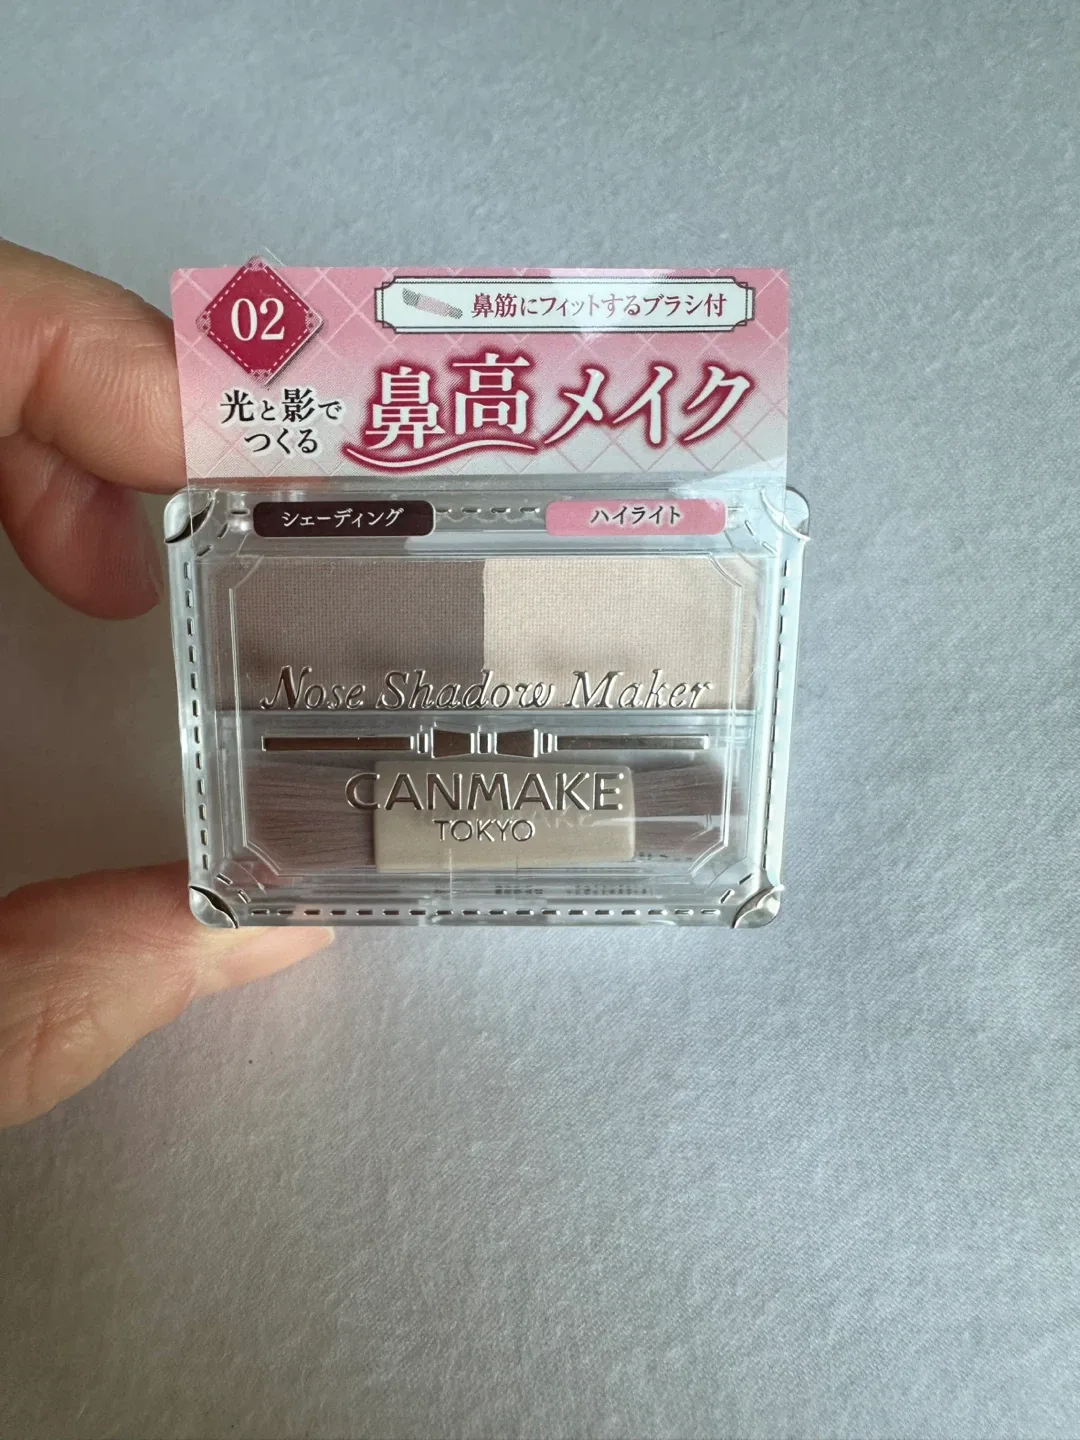 02
鼻筋にフィットするブラシ付
光と影で
つくる
鼻高メイク
シェーディング
ハイライト
Nose Shadow Maker
CANMAKE
TOKYO